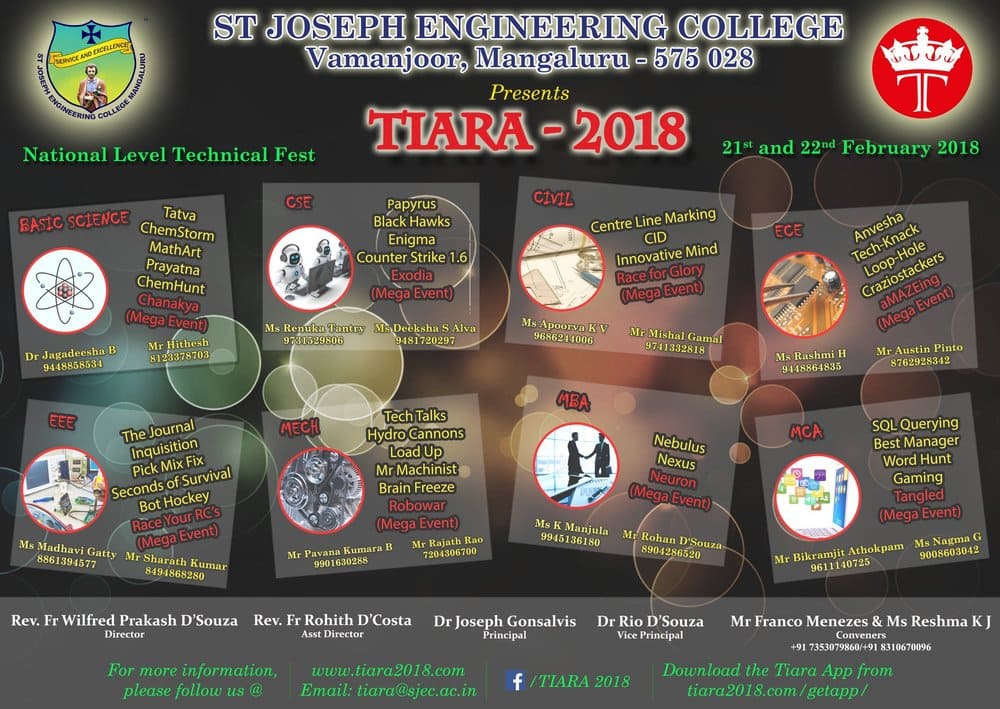 ST JOSEPH ENGINEERING COLLEGE
Vamanjoor, Mangaluru - 575 028
Presents
TIARA - 2018
National Level Technical Fest
21st and 22nd February 2018
SERVICE AND EXCELLENCE
ST JOSEPH ENGINEERING COLLEGE MANGALURU
T
BASIC SCIENCE
Tatva
ChemStorm
MathArt
Prayatna
ChemHunt
Chanakya
(Mega Event)
Dr Jagadeesha B
9448858534
Mr Hithesh
8123378703
CSE
Papyrus
Black Hawks
Enigma
Counter Strike 1.6
Exodia
(Mega Event)
Ms Renuka Tantry
9731529806
Ms Deeksha S Alva
9481720297
CIVIL
Centre Line Marking
CID
Innovative Mind
Race for Glory
(Mega Event)
Ms Apoorva K V
9686244006
Mr Mishal Gamal
9741332818
ECE
Anvesha
Tech-Knack
Loop-Hole
Craziostackers
aMAZEing
(Mega Event)
Ms Rashmi H
9448864835
Mr Austin Pinto
8762928342
EEE
The Journal
Inquisition
Pick Mix Fix
Seconds of Survival
Bot Hockey
Race Your RC's
(Mega Event)
Ms Madhavi Gatty
8861394577
Mr Sharath Kumar
8494868280
MECH
Tech Talks
Hydro Cannons
Load Up
Mr Machinist
Brain Freeze
Robowar
(Mega Event)
Mr Pavana Kumara B
9901630288
Mr Rajath Rao
7204306700
MBA
Nebulus
Nexus
Neuron
(Mega Event)
Ms K Manjula
9945136180
Mr Rohan D'Souza
8904286520
MCA
SQL Querying
Best Manager
Word Hunt
Gaming
Tangled
(Mega Event)
Mr Bikramjit Athokpam
9611140725
Ms Nagma G
9008603042
Rev. Fr Wilfred Prakash D'Souza
Director
Rev. Fr Rohith D'Costa
Asst Director
Dr Joseph Gonsalvis
Principal
Dr Rio D'Souza
Vice Principal
Mr Franco Menezes & Ms Reshma K J
Conveners
+91 7353079860/+91 8310670096
For more information,
please follow us @
www.tiara2018.com
Email: tiara@sjec.ac.in
f /TIARA 2018
Download the Tiara App from
tiara2018.com/getapp/